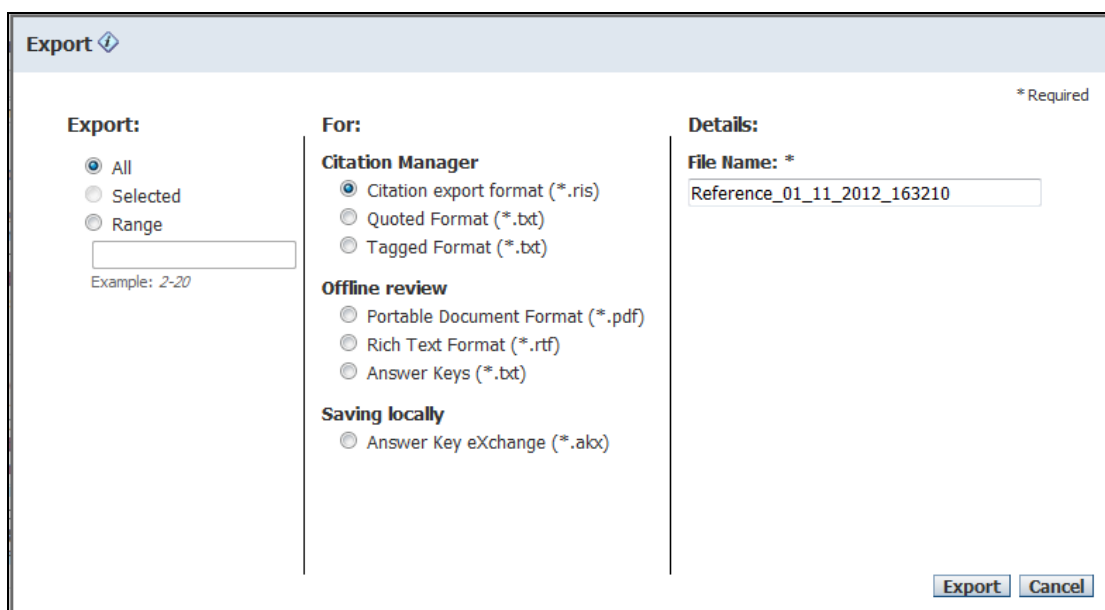 Export
* Required
Export:
All
Selected
Range
Example: 2-20
For:
Citation Manager
Citation export format (*.ris)
Quoted Format (*.txt)
Tagged Format (*.txt)
Offline review
Portable Document Format (*.pdf)
Rich Text Format (*.rtf)
Answer Keys (*.txt)
Saving locally
Answer Key eXchange (*.akx)
Details:
File Name: *
Reference_01_11_2012_163210
Export Cancel